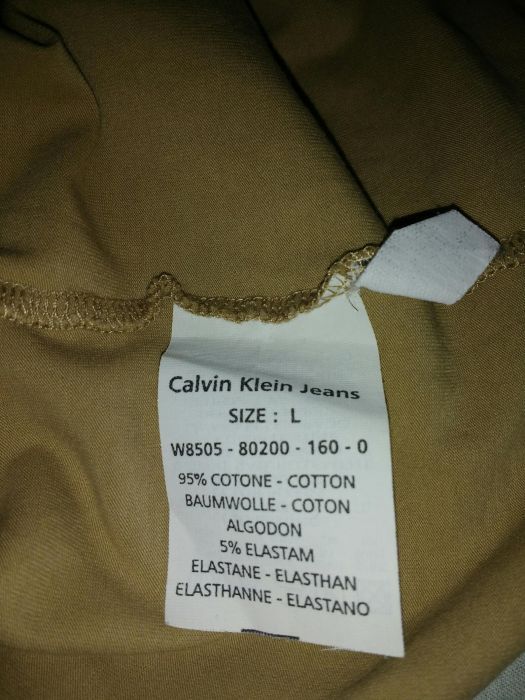 Calvin Klein Jeans
SIZE : L
W8505 - 80200 - 160 - 0
95% COTONE - COTTON
BAUMWOLLE - COTON
ALGODON
5% ELASTAM
ELASTANE - ELASTHAN
ELASTHANNE - ELASTANO